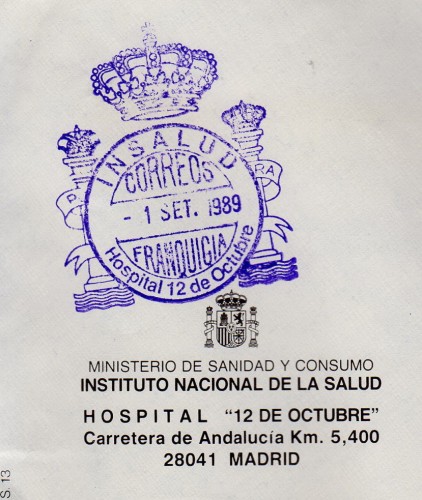 INSALUD
CORREOS
- 1 SET. 1989
FRANQUICIA
Hospital 12 de Octubre
P
RA
MINISTERIO DE SANIDAD Y CONSUMO
INSTITUTO NACIONAL DE LA SALUD
HOSPITAL "12 DE OCTUBRE"
Carretera de Andalucía Km. 5,400
28041 MADRID
S. 13